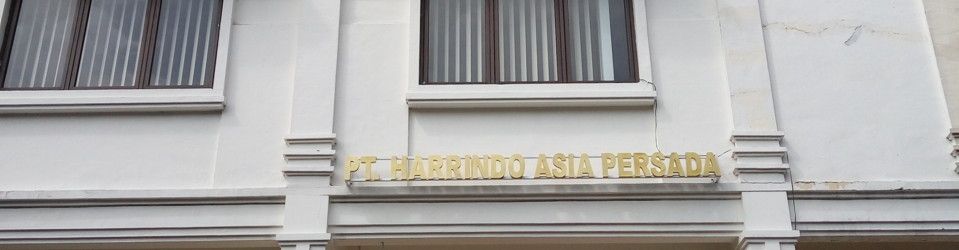 PT. HARRINDO ASIA PERSADA